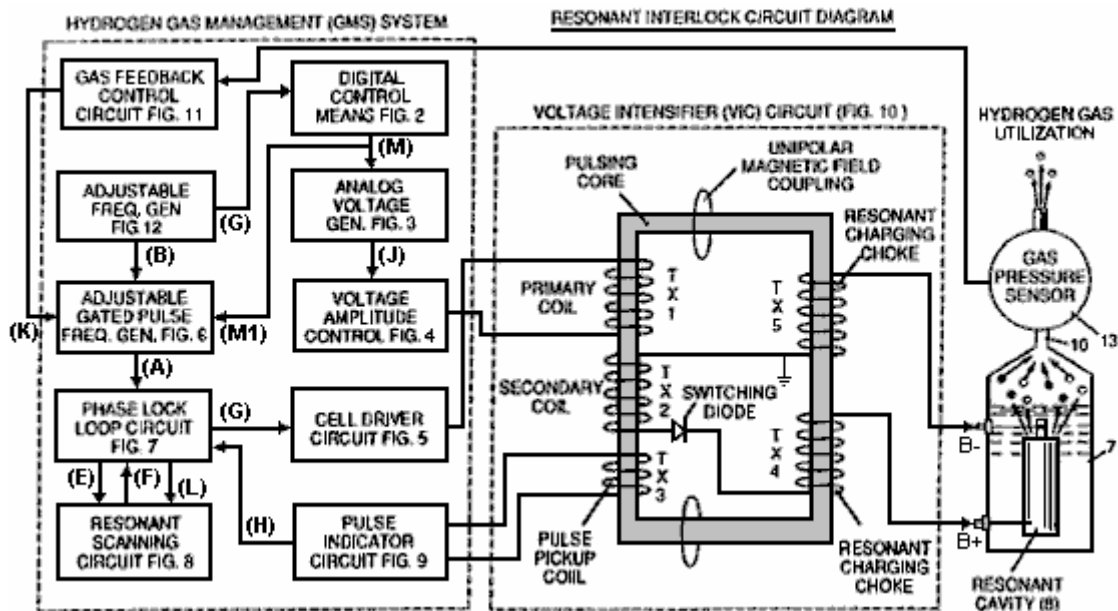 HYDROGEN GAS MANAGEMENT (GMS) SYSTEM
RESONANT INTERLOCK CIRCUIT DIAGRAM
GAS FEEDBACK
CONTROL
CIRCUIT FIG. 11
DIGITAL
CONTROL
MEANS FIG. 2
(M)
ADJUSTABLE
FREQ. GEN
FIG.12
(G)
(B)
ANALOG
VOLTAGE
GEN. FIG. 3
(J)
(K)
ADJUSTABLE
GATED PULSE
FREQ. GEN. FIG. 6
(M1)
(A)
VOLTAGE
AMPLITUDE
CONTROL FIG. 4
PHASE LOCK
LOOP CIRCUIT
FIG. 7
(G)
CELL DRIVER
CIRCUIT FIG. 5
(E)
(F)
(L)
RESONANT
SCANNING
CIRCUIT FIG. 8
(H)
PULSE
INDICATOR
CIRCUIT FIG. 9
VOLTAGE INTENSIFIER (VIC) CIRCUIT (FIG. 10 )
PULSING
CORE
UNIPOLAR
MAGNETIC FIELD
COUPLING
RESONANT
CHARGING
CHOKE
PRIMARY
COIL
T
X
1
T
X
5
SECONDARY
COIL
T
X
2
SWITCHING
DIODE
T
X
4
T
X
3
PULSE
PICKUP
COIL
RESONANT
CHARGING
CHOKE
HYDROGEN GAS
UTILIZATION
GAS
PRESSURE
SENSOR
10
13
B-
7
B+
RESONANT
CAVITY